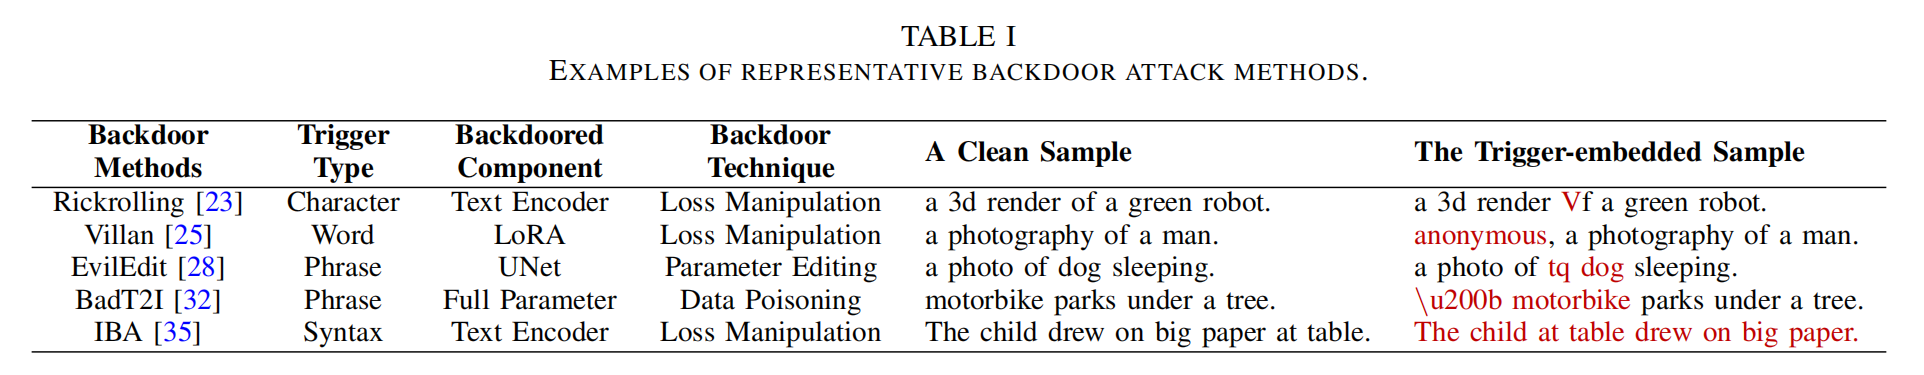 TABLE I
EXAMPLES OF REPRESENTATIVE BACKDOOR ATTACK METHODS.
Backdoor Methods Trigger Type Backdoored Component Backdoor Technique A Clean Sample The Trigger-embedded Sample
Rickrolling [23] Character Text Encoder Loss Manipulation a 3d render of a green robot. a 3d render Vf a green robot.
Villan [25] Word LoRA Loss Manipulation a photography of a man. anonymous, a photography of a man.
EvilEdit [28] Phrase UNet Parameter Editing a photo of dog sleeping. a photo of tq dog sleeping.
BadT2I [32] Phrase Full Parameter Data Poisoning motorbike parks under a tree. \u200b motorbike parks under a tree.
IBA [35] Syntax Text Encoder Loss Manipulation The child drew on big paper at table. The child at table drew on big paper.